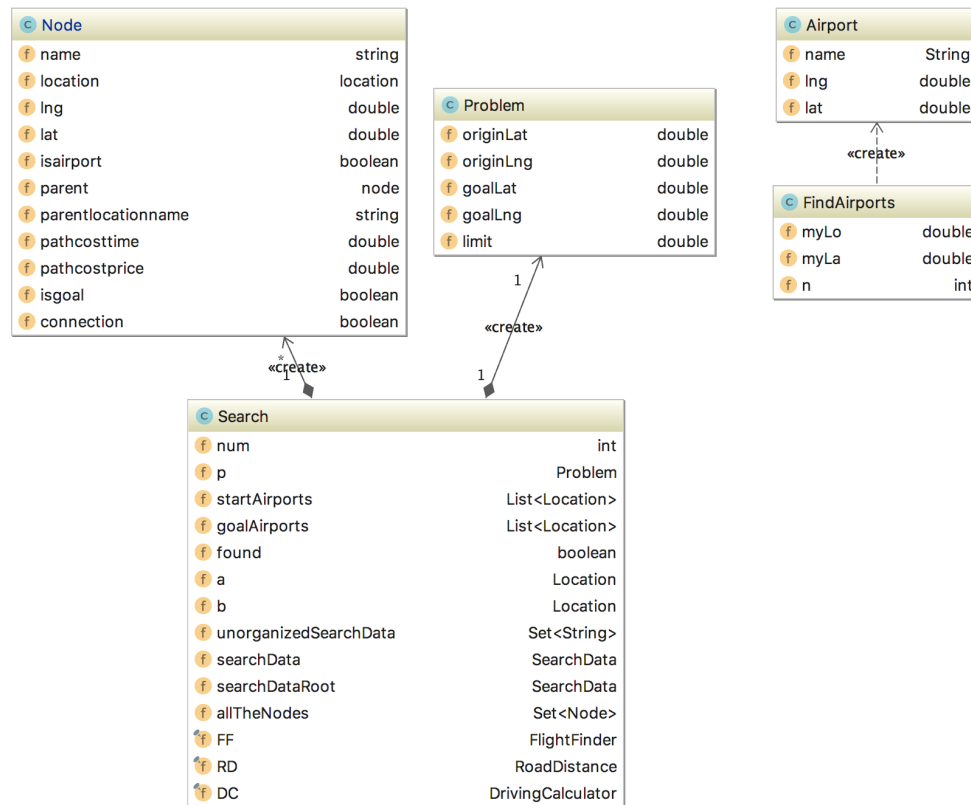 Node
name string
location location
lng double
lat double
isairport boolean
parent node
parentlocationname string
pathcosttime double
pathcostprice double
isgoal boolean
connection boolean
Problem
originLat double
originLng double
goalLat double
goalLng double
limit double
Airport
name String
lng double
lat double
«create»
FindAirports
myLo double
myLa double
n int
1
«create»
1
*
«create»
1
Search
num int
p Problem
startAirports List<Location>
goalAirports List<Location>
found boolean
a Location
b Location
unorganizedSearchData Set<String>
searchData SearchData
searchDataRoot SearchData
allTheNodes Set<Node>
FF FlightFinder
RD RoadDistance
DC DrivingCalculator